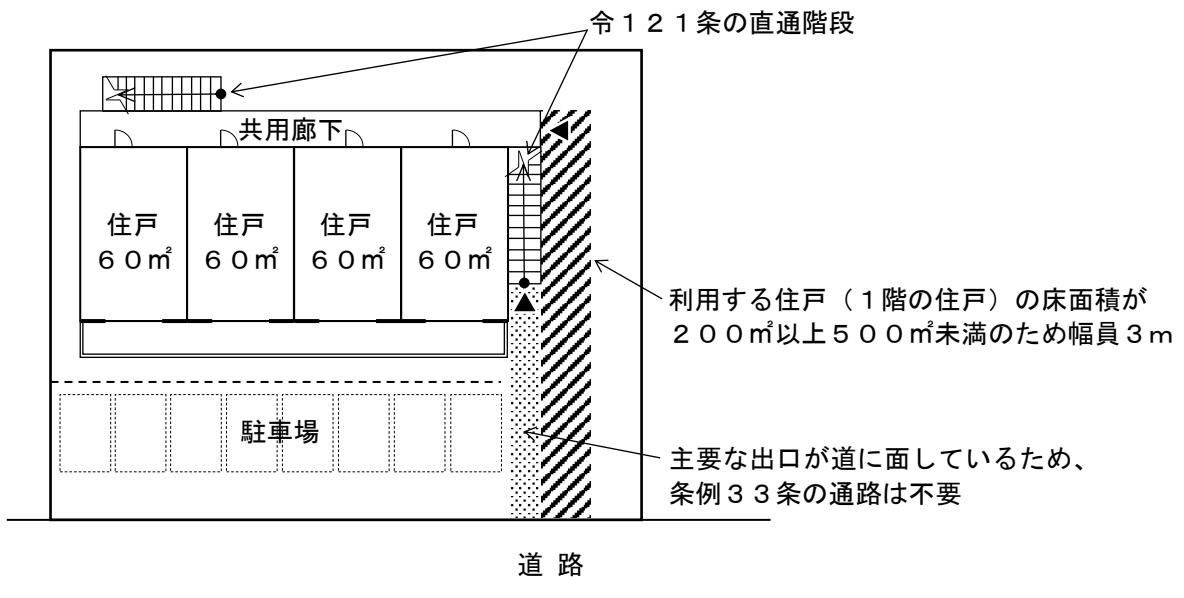 令１２１条の直通階段
共用廊下
住戸
６０㎡
住戸
６０㎡
住戸
６０㎡
住戸
６０㎡
利用する住戸（１階の住戸）の床面積が
２００㎡以上５００㎡未満のため幅員３ｍ
駐車場
主要な出口が道に面しているため、
条例３３条の通路は不要
道 路